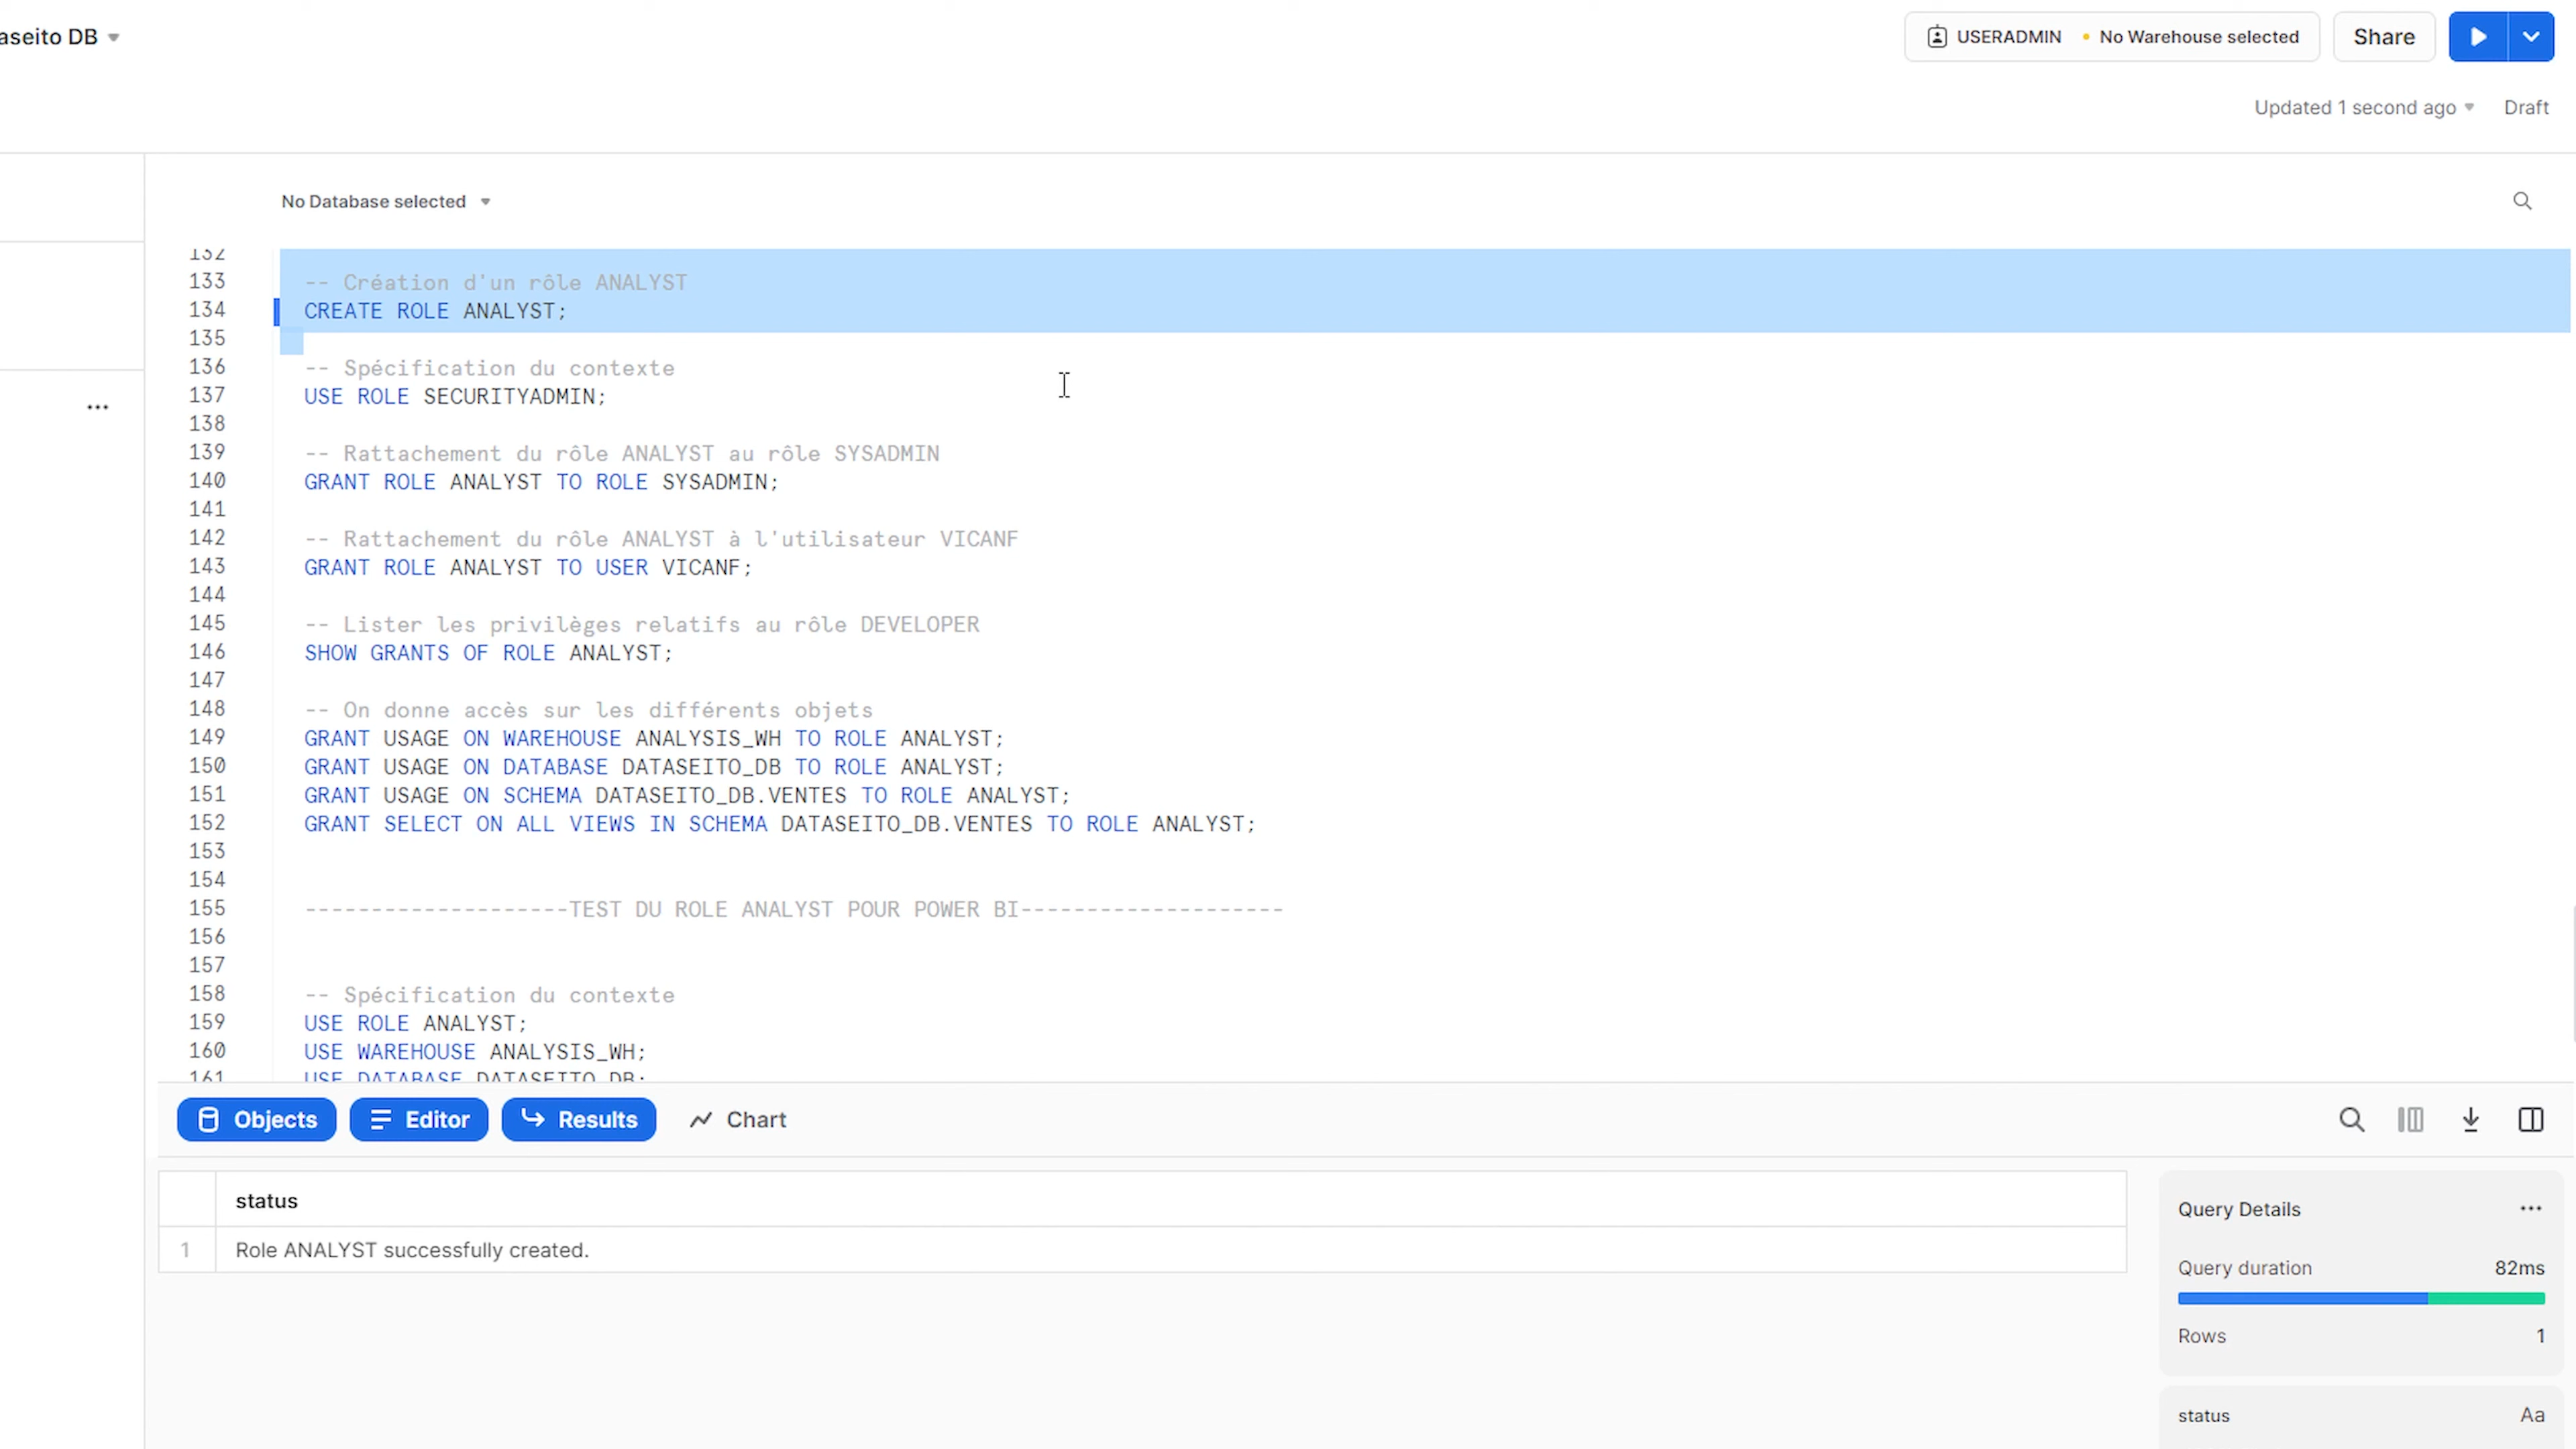 aseito DB
USERADMIN No Warehouse selected
Share
Updated 1 second ago
Draft
No Database selected
132
133 -- Création d'un rôle ANALYST
134 CREATE ROLE ANALYST;
135
136 -- Spécification du contexte
137 USE ROLE SECURITYADMIN;
138
139 -- Rattachement du rôle ANALYST au rôle SYSADMIN
140 GRANT ROLE ANALYST TO ROLE SYSADMIN;
141
142 -- Rattachement du rôle ANALYST à l'utilisateur VICANF
143 GRANT ROLE ANALYST TO USER VICANF;
144
145 -- Lister les privilèges relatifs au rôle DEVELOPER
146 SHOW GRANTS OF ROLE ANALYST;
147
148 -- On donne accès sur les différents objets
149 GRANT USAGE ON WAREHOUSE ANALYSIS_WH TO ROLE ANALYST;
150 GRANT USAGE ON DATABASE DATASEITO_DB TO ROLE ANALYST;
151 GRANT USAGE ON SCHEMA DATASEITO_DB.VENTES TO ROLE ANALYST;
152 GRANT SELECT ON ALL VIEWS IN SCHEMA DATASEITO_DB.VENTES TO ROLE ANALYST;
153
154
155 --------------------TEST DU ROLE ANALYST POUR POWER BI--------------------
156
157
158 -- Spécification du contexte
159 USE ROLE ANALYST;
160 USE WAREHOUSE ANALYSIS_WH;
161 USE DATABASE DATASEITO_DB;
Objects
Editor
Results
Chart
status
1 Role ANALYST successfully created.
Query Details
Query duration 82ms
Rows 1
status Aa